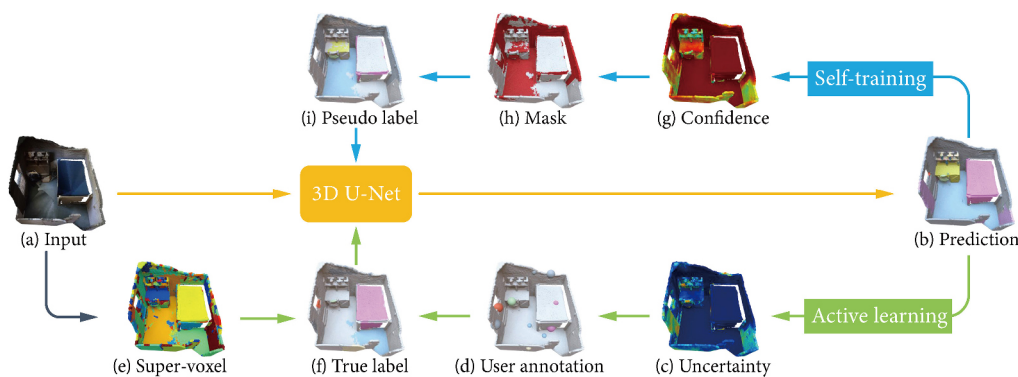 (i) Pseudo label
(h) Mask
(g) Confidence
Self-training
(a) Input
3D U-Net
(b) Prediction
(e) Super-voxel
(f) True label
(d) User annotation
(c) Uncertainty
Active learning